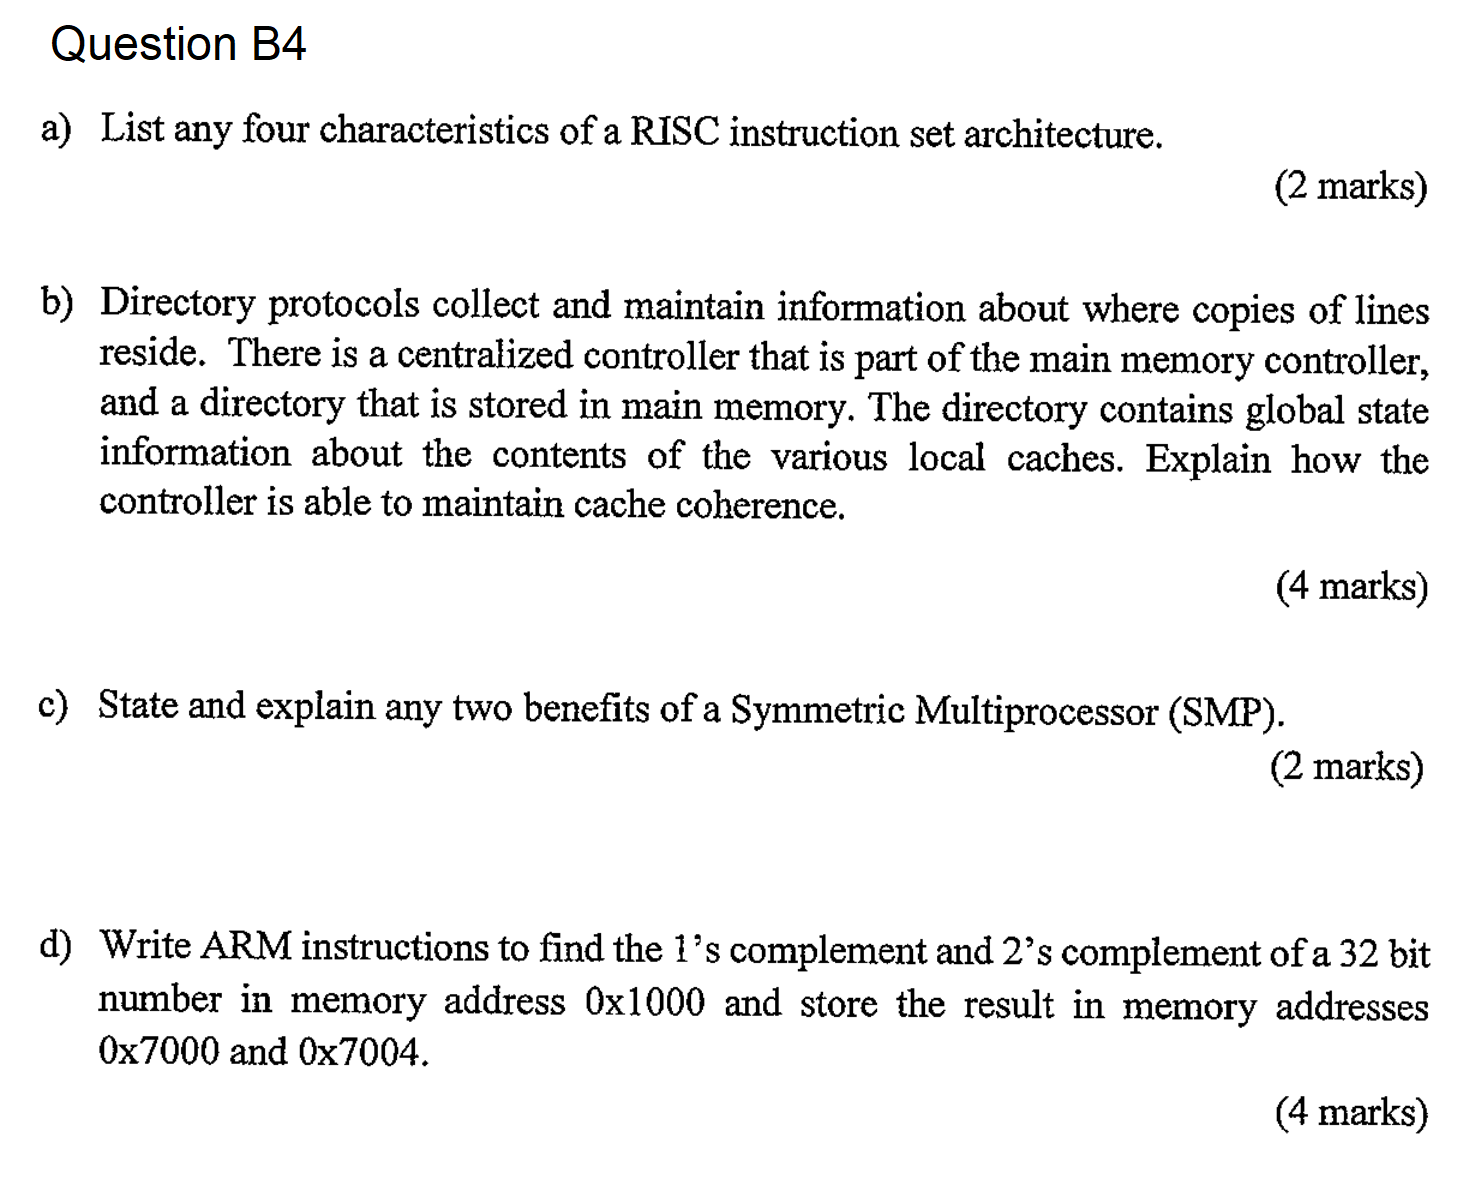 Question B4
a) List any four characteristics of a RISC instruction set architecture.
(2 marks)
b) Directory protocols collect and maintain information about where copies of lines
reside. There is a centralized controller that is part of the main memory controller,
and a directory that is stored in main memory. The directory contains global state
information about the contents of the various local caches. Explain how the
controller is able to maintain cache coherence.
(4 marks)
c) State and explain any two benefits of a Symmetric Multiprocessor (SMP).
(2 marks)
d) Write ARM instructions to find the 1's complement and 2's complement of a 32 bit
number in memory address 0x1000 and store the result in memory addresses
0x7000 and 0x7004.
(4 marks)